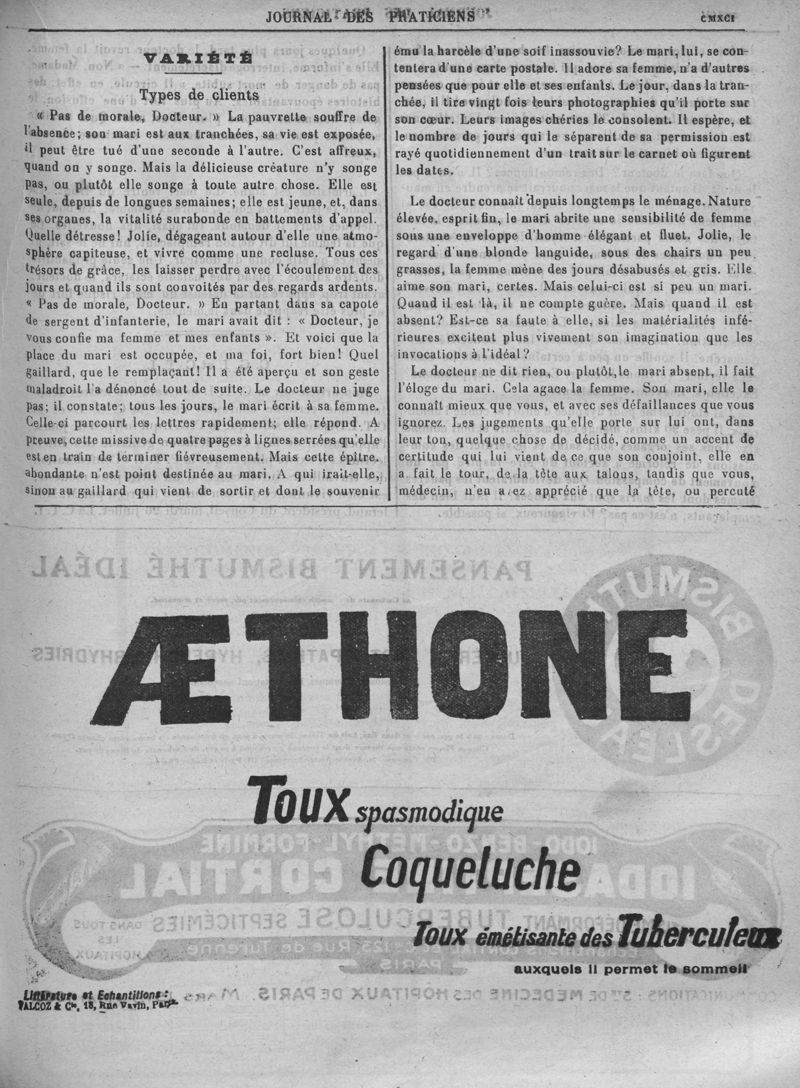 JOURNAL DES PRATICIENS
CMXCI
VARIÉTÉ
Types de clients
« Pas de morale, Docteur. » La pauvrette souffre de
l'absence; son mari est aux tranchées, sa vie est exposée,
il peut être tué d'une seconde à l'autre. C'est affreux,
quand on y songe. Mais la délicieuse créature n'y songe
pas, ou plutôt elle songe à toute autre chose. Elle est
seule, depuis de longues semaines; elle est jeune, et, dans
ses organes, la vitalité surabonde en battements d'appel.
Quelle détresse! Jolie, dégageant autour d'elle une atmo-
sphère capiteuse, et vivre comme une recluse. Tous ces
trésors de grâce, les laisser perdre avec l'écoulement des
jours et quand ils sont convoités par des regards ardents.
« Pas de morale, Docteur. » En partant dans sa capote
de sergent d'infanterie, le mari avait dit : « Docteur, je
vous confie ma femme et mes enfants ». Et voici que la
place du mari est occupée, et ma foi, fort bien! Quel
gaillard, que le remplaçant! Il a été aperçu et son geste
maladroit l'a dénoncé tout de suite. Le docteur ne juge
pas; il constate; tous les jours, le mari écrit à sa femme.
Celle-ci parcourt les lettres rapidement; elle répond. A
preuve, cette missive de quatre pages à lignes serrées qu'elle
est en train de terminer fiévreusement. Mais cette épître
abondante n'est point destinée au mari. A qui irait-elle,
sinon au gaillard qui vient de sortir et dont le souvenir
ému la harcèle d'une soif inassouvie? Le mari, lui, se con-
tentera d'une carte postale. Il adore sa femme, n'a d'autres
pensées que pour elle et ses enfants. Le jour, dans la tran-
chée, il tire vingt fois leurs photographies qu'il porte sur
son cœur. Leurs images chéries le consolent. Il espère, et
le nombre de jours qui le séparent de sa permission est
rayé quotidiennement d'un trait sur le carnet où figurent
les dates.
Le docteur connaît depuis longtemps le ménage. Nature
élevée, esprit fin, le mari abrite une sensibilité de femme
sous une enveloppe d'homme élégant et fluet. Jolie, le
regard d'une blonde languide, sous des chairs un peu
grasses, la femme mène des jours désabusés et gris. Elle
aime son mari, certes. Mais celui-ci est si peu un mari.
Quand il est là, il ne compte guère. Mais quand il est
absent? Est-ce sa faute à elle, si les matérialités infé-
rieures excitent plus vivement son imagination que les
invocations à l'idéal?
Le docteur ne dit rien, ou plutôt, le mari absent, il fait
l'éloge du mari. Cela agace la femme. Son mari, elle le
connaît mieux que vous, et avec ses défaillances que vous
ignorez. Les jugements qu'elle porte sur lui ont, dans
leur ton, quelque chose de décidé, comme un accent de
certitude qui lui vient de ce que son conjoint, elle en
a fait le tour, de la tête aux talons, tandis que vous,
médecin, n'en avez apprécié que la tête, ou percuté
ÆTHONE
Toux spasmodique
Coqueluche
Toux émétisante des Tuberculeux
auxquels il permet le sommeil
Littérature et Echantillons :
FALCOZ & Cie, 18, Rue Vavin, Paris